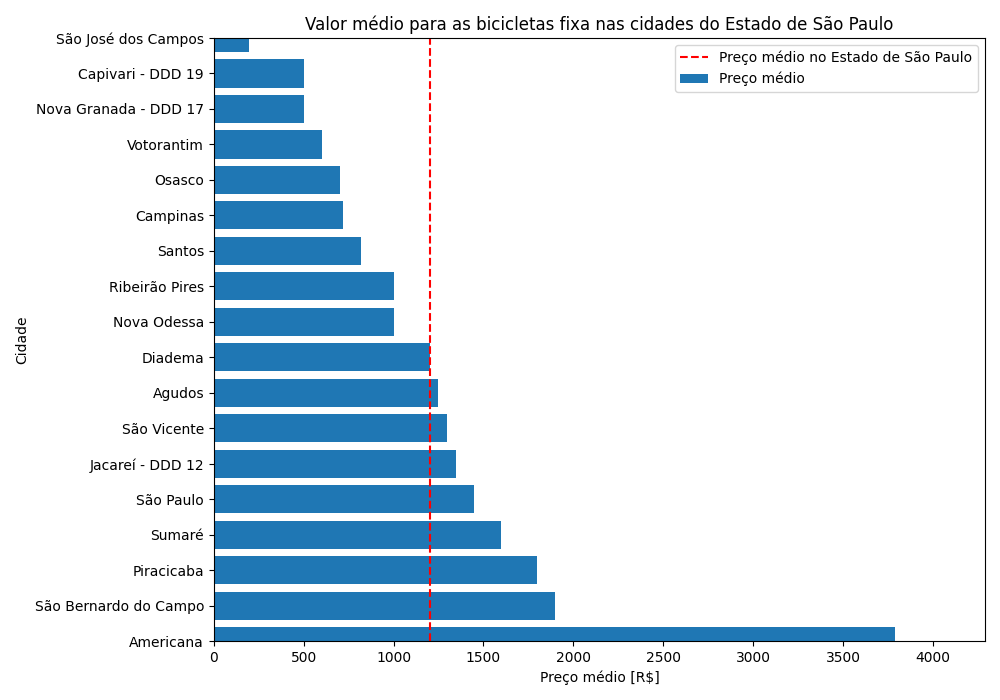 Valor médio para as bicicletas fixa nas cidades do Estado de São Paulo
Preço médio no Estado de São Paulo
Preço médio
Cidade
São José dos Campos
Capivari - DDD 19
Nova Granada - DDD 17
Votorantim
Osasco
Campinas
Santos
Ribeirão Pires
Nova Odessa
Diadema
Agudos
São Vicente
Jacareí - DDD 12
São Paulo
Sumaré
Piracicaba
São Bernardo do Campo
Americana
0 500 1000 1500 2000 2500 3000 3500 4000
Preço médio [R$]